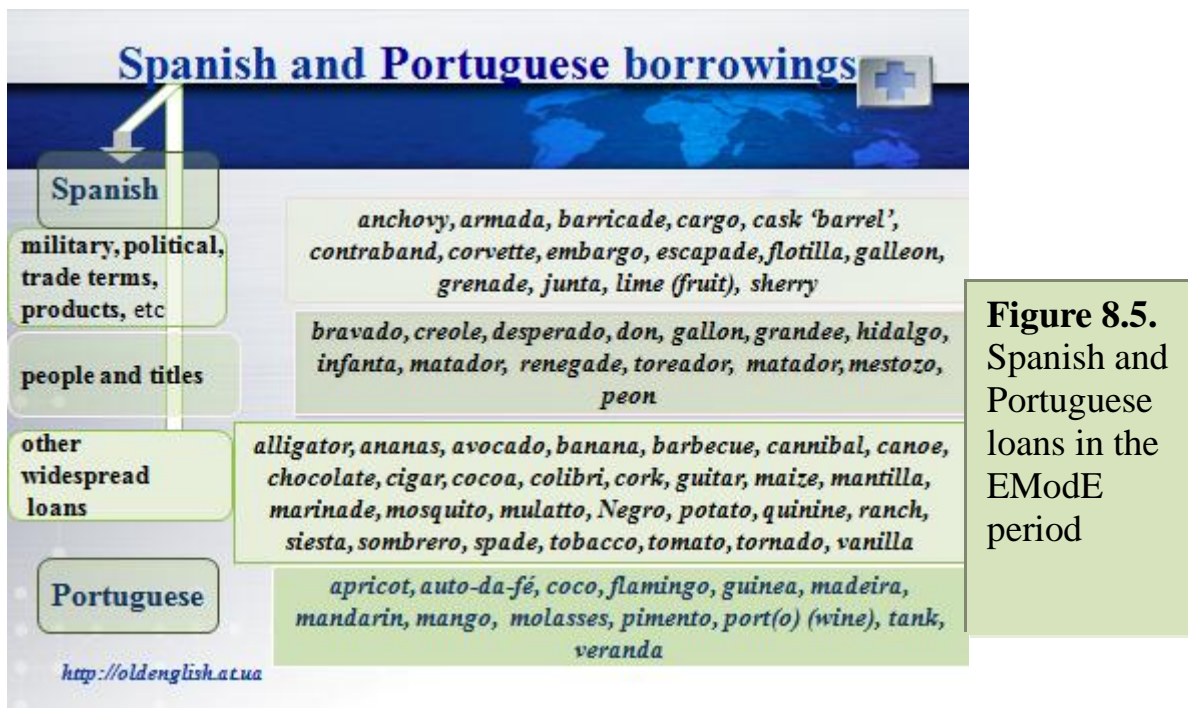 Spanish and Portuguese borrowings
Spanish
military, political,
trade terms,
products, etc
anchovy, armada, barricade, cargo, cask ‘barrel’,
contraband, corvette, embargo, escapade, flotilla, galleon,
grenade, junta, lime (fruit), sherry
people and titles
bravado, creole, desperado, don, gallon, grandee, hidalgo,
infanta, matador, renegade, toreador, matador, mestozo,
peon
other
widespread
loans
alligator, ananas, avocado, banana, barbecue, cannibal, canoe,
chocolate, cigar, cocoa, colibri, cork, guitar, maize, mantilla,
marinade, mosquito, mulatto, Negro, potato, quinine, ranch,
siesta, sombrero, spade, tobacco, tomato, tornado, vanilla
Portuguese
apricot, auto-da-fé, coco, flamingo, guinea, madeira,
mandarin, mango, molasses, pimento, port(o) (wine), tank,
veranda
http://oldenglish.at.ua
Figure 8.5.
Spanish and
Portuguese
loans in the
EModE
period